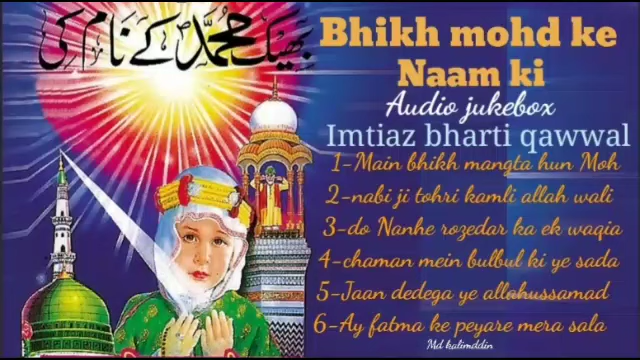 بھیک محمدؐ کے نام کی
Bhikh mohd ke
Naam ki
Audio jukebox
Imtiaz bharti qawwal
1-Main bhikh mangta hun Moh
2-nabi ji tohri kamli allah wali
3-do Nanhe rozedar ka ek waqia
4-chaman mein bulbul ki ye sada
5-Jaan dedega ye allahussamad
6-Ay fatma ke peyare mera sala
Md kalimddin